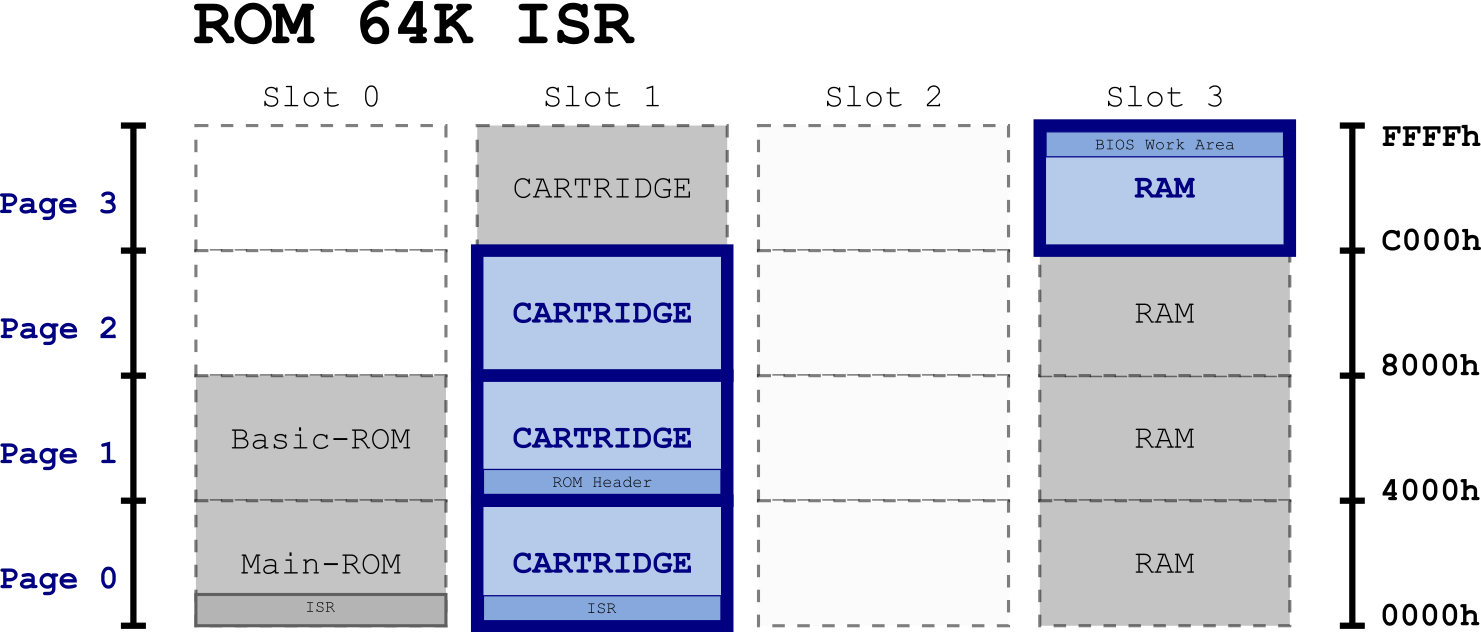 ROM 64K ISR
Slot 0 Slot 1 Slot 2 Slot 3
FFFFh
BIOS Work Area
Page 3 CARTRIDGE RAM
C000h
Page 2 CARTRIDGE RAM
8000h
Page 1 Basic-ROM CARTRIDGE RAM
ROM Header
4000h
Page 0 Main-ROM CARTRIDGE RAM
ISR ISR
0000h